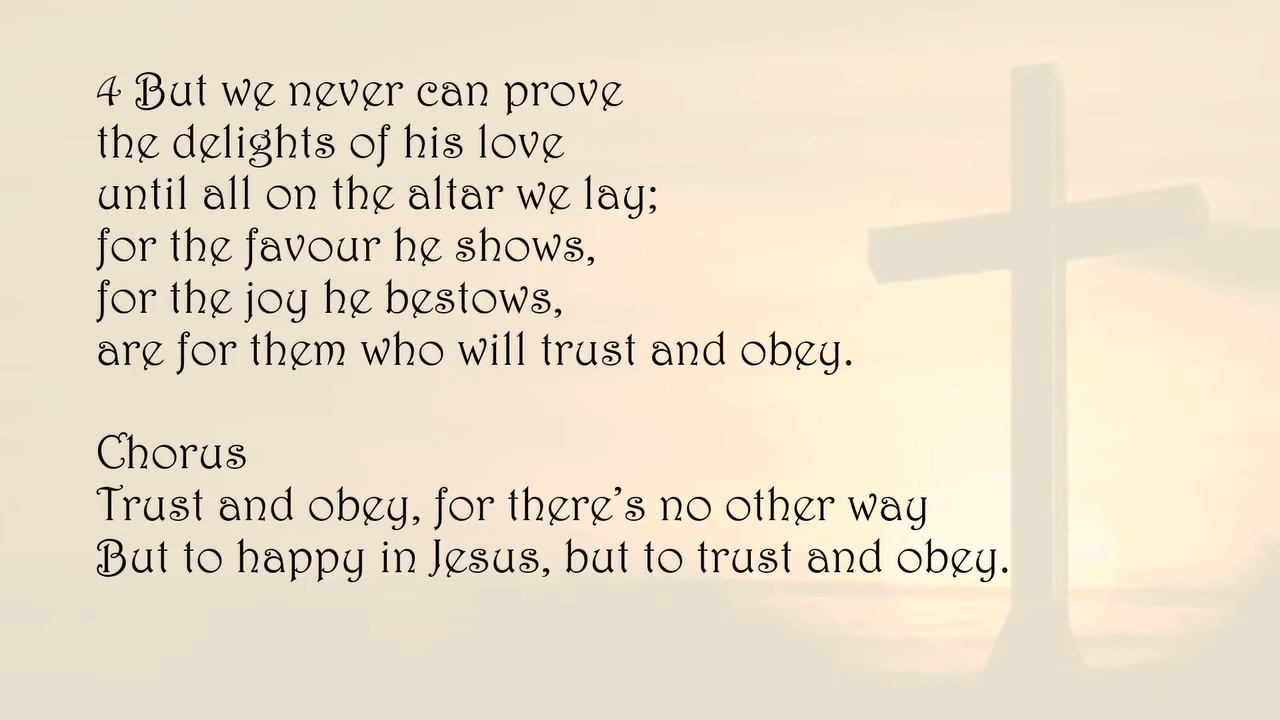 4 But we never can prove
the delights of his love
until all on the altar we lay;
for the favour he shows,
for the joy he bestows,
are for them who will trust and obey.
Chorus
Trust and obey, for there's no other way
But to happy in Jesus, but to trust and obey.